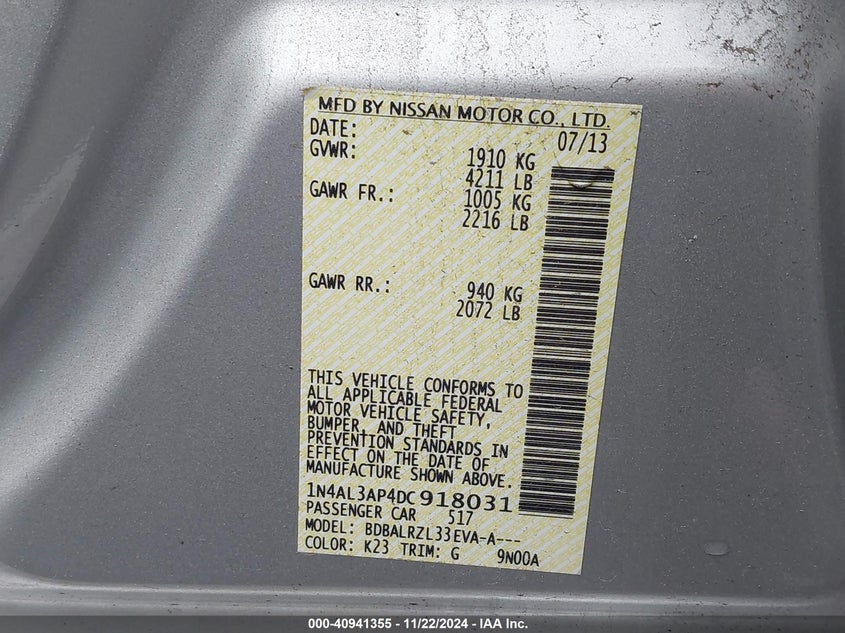 MFD BY NISSAN MOTOR CO., LTD.
DATE: 07/13
GVWR: 1910 KG
4211 LB
GAWR FR.: 1005 KG
2216 LB
GAWR RR.: 940 KG
2072 LB
THIS VEHICLE CONFORMS TO
ALL APPLICABLE FEDERAL
MOTOR VEHICLE SAFETY,
BUMPER, AND THEFT
PREVENTION STANDARDS IN
EFFECT ON THE DATE OF
MANUFACTURE SHOWN ABOVE.
1N4AL3AP4DC918031
PASSENGER CAR 517
MODEL: BDBALRZL33EVA-A---
COLOR: K23 TRIM: G 9N00A
000-40941355 - 11/22/2024 - IAA Inc.